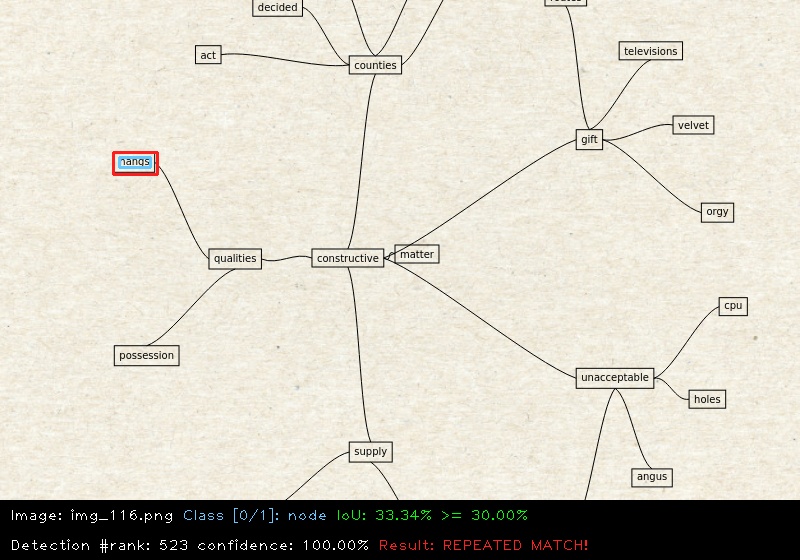 decided
act
counties
televisions
velvet
gift
orgy
qualities
constructive
matter
possession
cpu
unacceptable
holes
supply
angus
Image: img_116.png Class [0/1]: node IoU: 33.34% >= 30.00%
Detection #rank: 523 confidence: 100.00% Result: REPEATED MATCH!